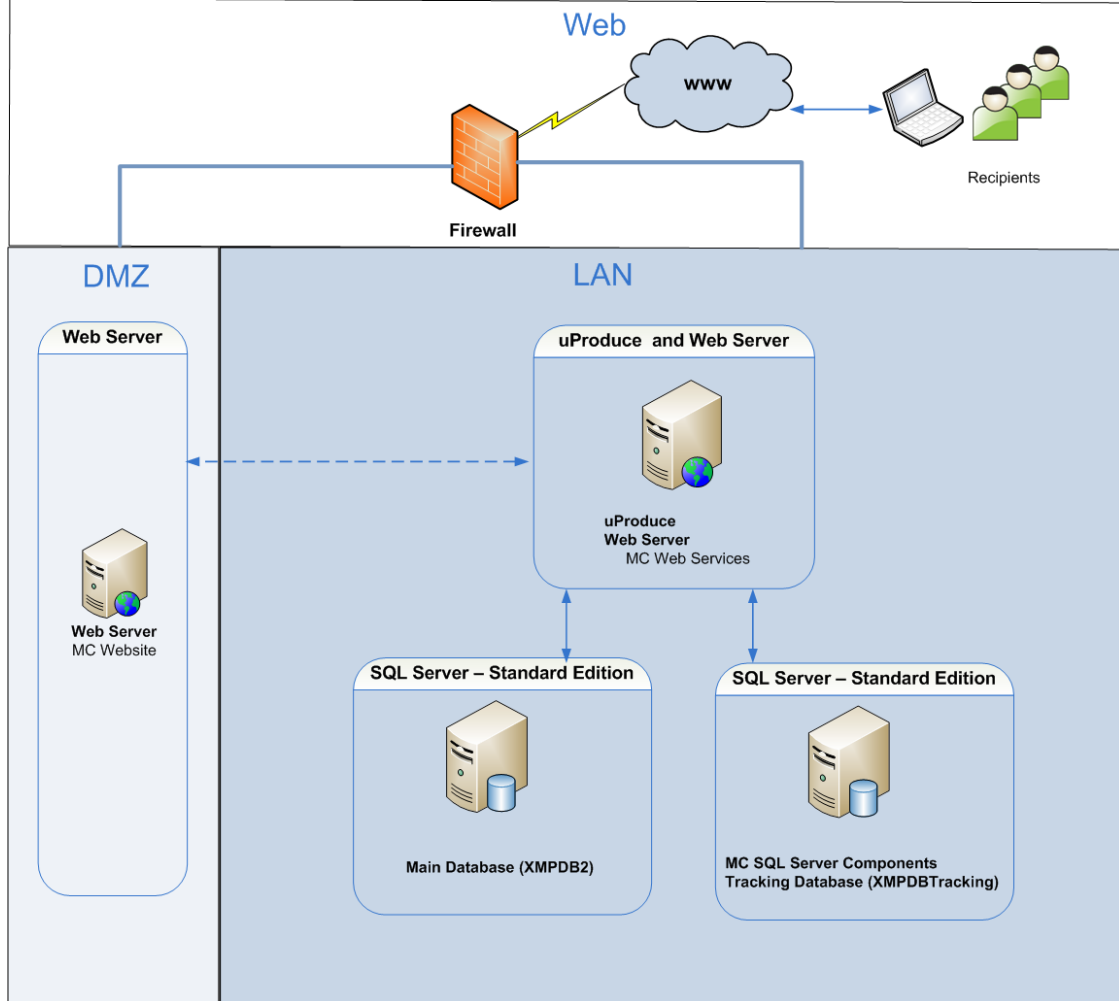 Web
www
Recipients
Firewall
DMZ
LAN
Web Server
uProduce and Web Server
uProduce
Web Server
MC Web Services
Web Server
MC Website
SQL Server – Standard Edition
SQL Server – Standard Edition
Main Database (XMPDB2)
MC SQL Server Components
Tracking Database (XMPDBTracking)